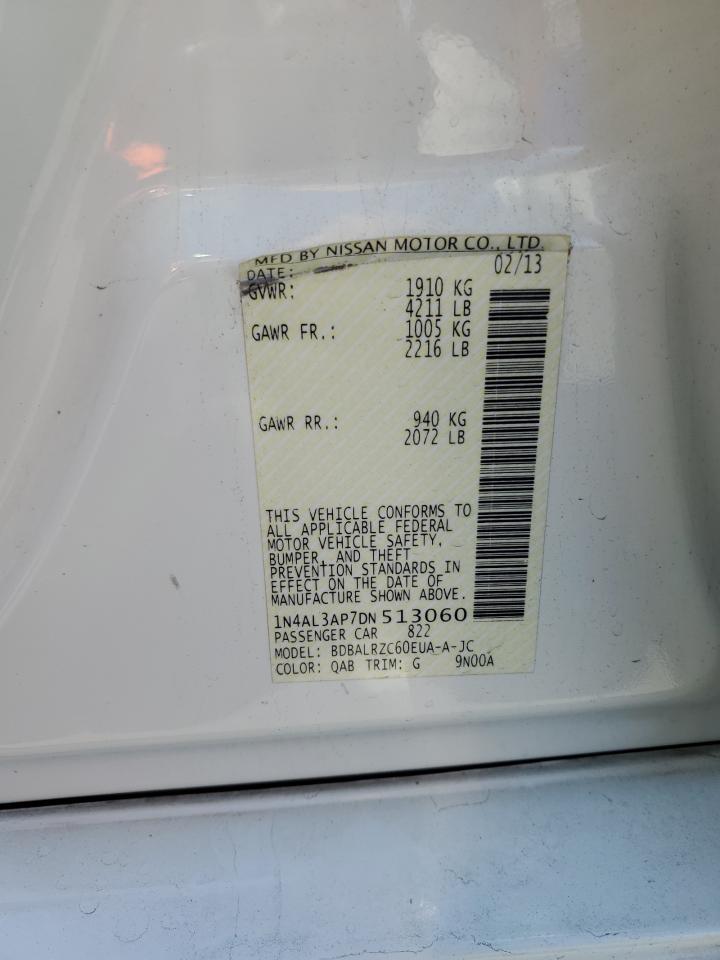 MFD BY NISSAN MOTOR CO., LTD.
DATE: 02/13
GVWR: 1910 KG
4211 LB
GAWR FR.: 1005 KG
2216 LB
GAWR RR.: 940 KG
2072 LB
THIS VEHICLE CONFORMS TO
ALL APPLICABLE FEDERAL
MOTOR VEHICLE SAFETY,
BUMPER, AND THEFT
PREVENTION STANDARDS IN
EFFECT ON THE DATE OF
MANUFACTURE SHOWN ABOVE.
1N4AL3AP7DN 513060
PASSENGER CAR 822
MODEL: BDBALRZC60EUA-A-JC
COLOR: QAB TRIM: G 9N00A